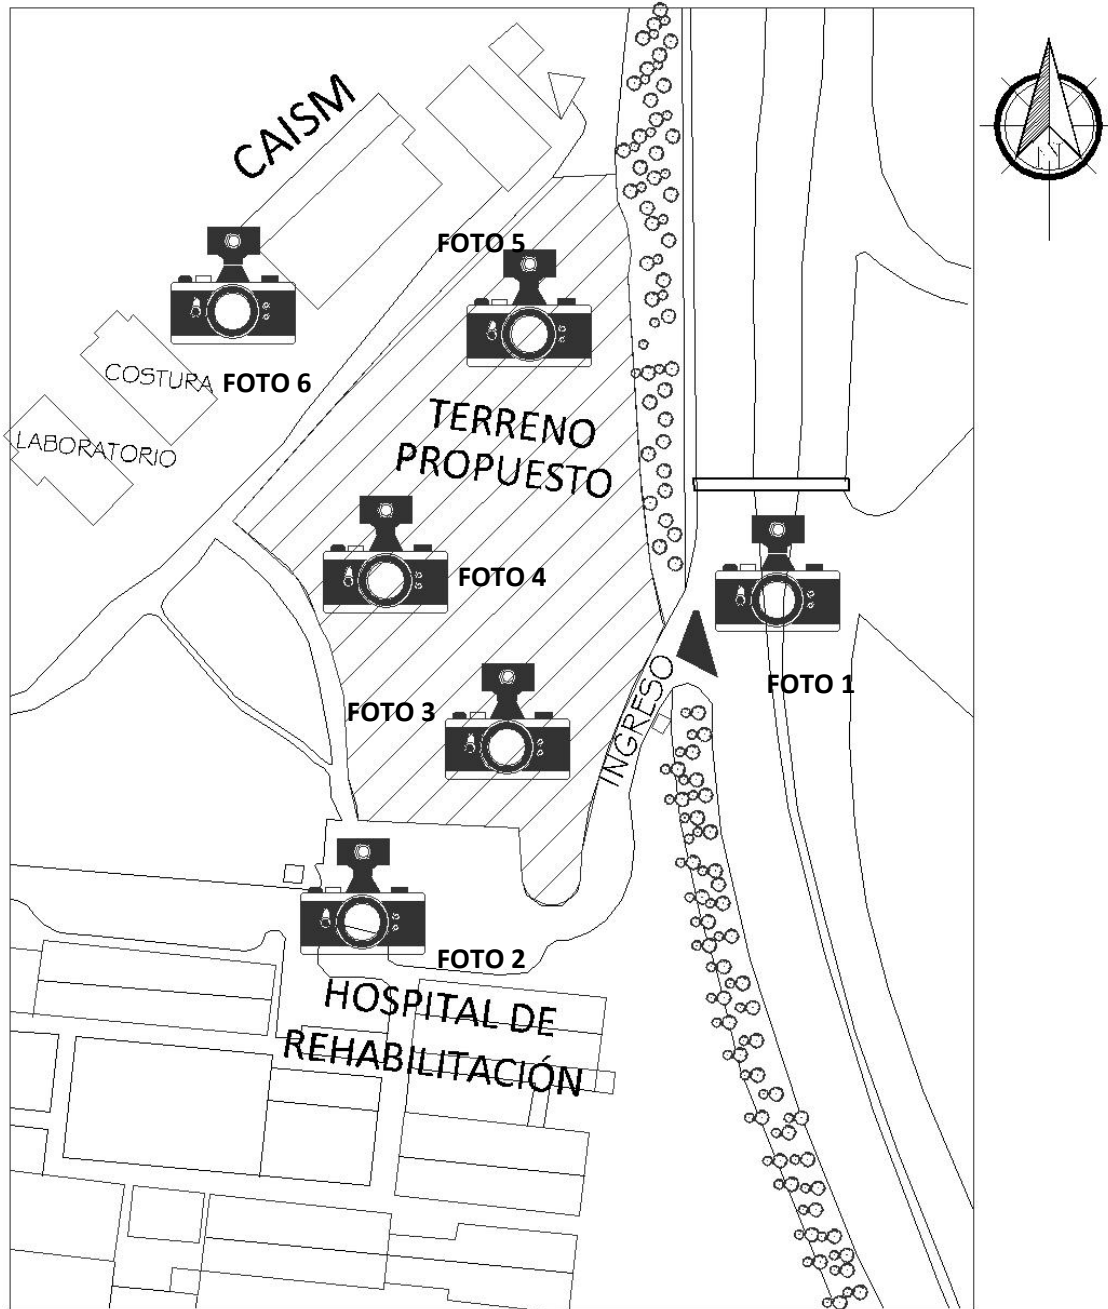 CAISM
N
FOTO 5
FOTO 6
COSTURA
LABORATORIO
TERRENO
PROPUESTO
FOTO 4
FOTO 1
FOTO 3
INGRESO
FOTO 2
HOSPITAL DE
REHABILITACIÓN